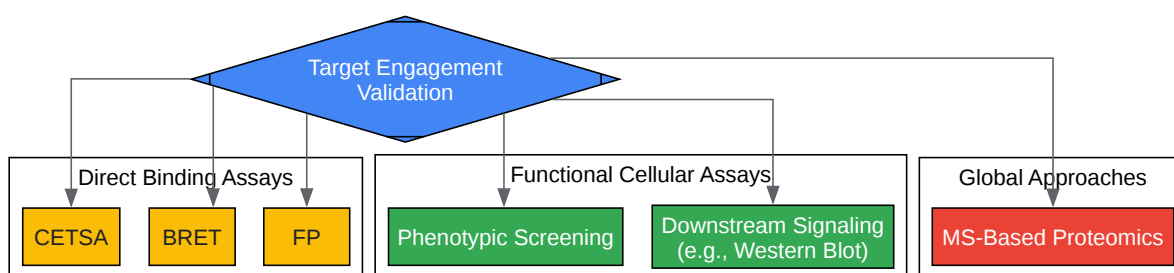 Target Engagement
Validation
Direct Binding Assays
Functional Cellular Assays
Global Approaches
CETSA
BRET
FP
Phenotypic Screening
Downstream Signaling
(e.g., Western Blot)
MS-Based Proteomics